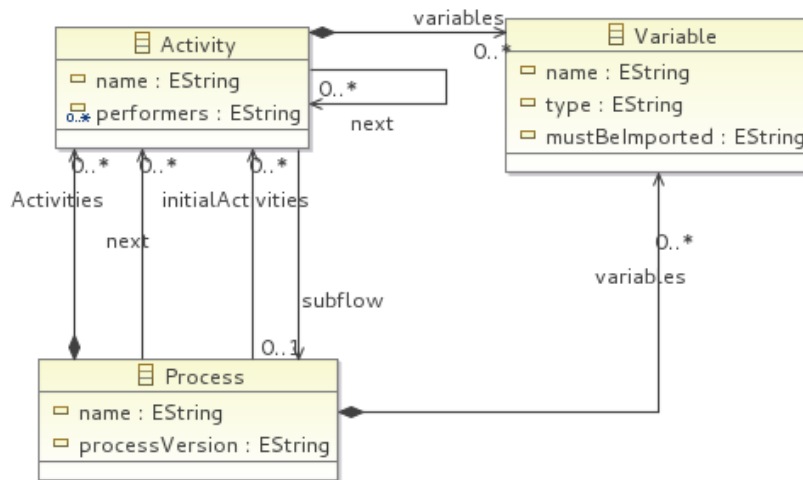 variables
Activity
0..*
Variable
name : EString
name : EString
0..*
type : EString
0..* performers : EString
next
mustBeImported : EString
0..* 0..* 0..*
Activities initialActivities
next
0..*
variables
subflow
0..1
Process
name : EString
processVersion : EString